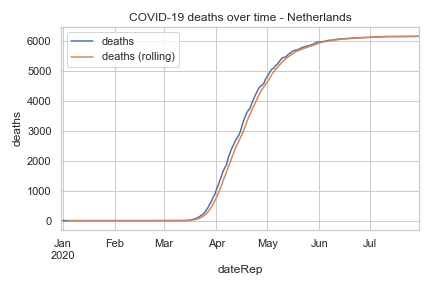 COVID-19 deaths over time - Netherlands
deaths
deaths (rolling)
6000
5000
4000
3000
2000
1000
0
deaths
Jan Feb Mar Apr May Jun Jul
2020
dateRep